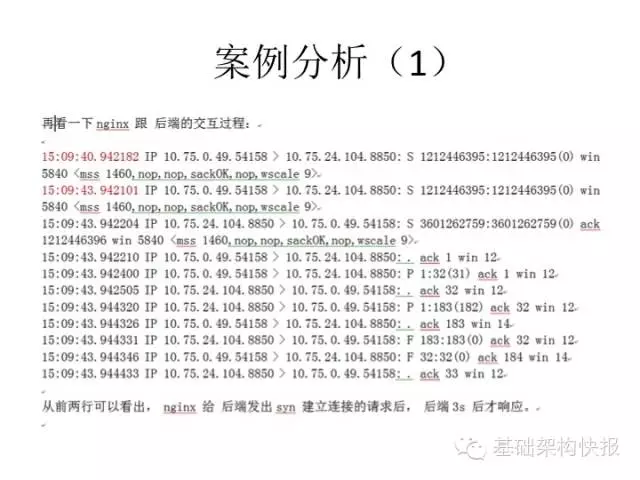 案例分析（1）
再看一下nginx 跟 后端的交互过程：
15:09:40.942182 IP 10.75.0.49.54158 > 10.75.24.104.8850: S 1212446395:1212446395(0) win
5840 <mss 1460,nop,nop,sackOK,nop,wscale 9>
15:09:43.942101 IP 10.75.0.49.54158 > 10.75.24.104.8850: S 1212446395:1212446395(0) win
5840 <mss 1460,nop,nop,sackOK,nop,wscale 9>
15:09:43.942204 IP 10.75.24.104.8850 > 10.75.0.49.54158: S 3601262759:3601262759(0) ack
1212446396 win 5840 <mss 1460,nop,nop,sackOK,nop,wscale 9>
15:09:43.942210 IP 10.75.0.49.54158 > 10.75.24.104.8850: . ack 1 win 12
15:09:43.942400 IP 10.75.0.49.54158 > 10.75.24.104.8850: P 1:32(31) ack 1 win 12
15:09:43.942505 IP 10.75.24.104.8850 > 10.75.0.49.54158: . ack 32 win 12
15:09:43.944320 IP 10.75.24.104.8850 > 10.75.0.49.54158: P 1:183(182) ack 32 win 12
15:09:43.944326 IP 10.75.0.49.54158 > 10.75.24.104.8850: . ack 183 win 14
15:09:43.944331 IP 10.75.24.104.8850 > 10.75.0.49.54158: F 183:183(0) ack 32 win 12
15:09:43.944346 IP 10.75.0.49.54158 > 10.75.24.104.8850: F 32:32(0) ack 184 win 14
15:09:43.944433 IP 10.75.24.104.8850 > 10.75.0.49.54158: . ack 33 win 12
从前两行可以看出， nginx 给 后端发出syn 建立连接的请求后， 后端3s 后才响应。
基础架构快报